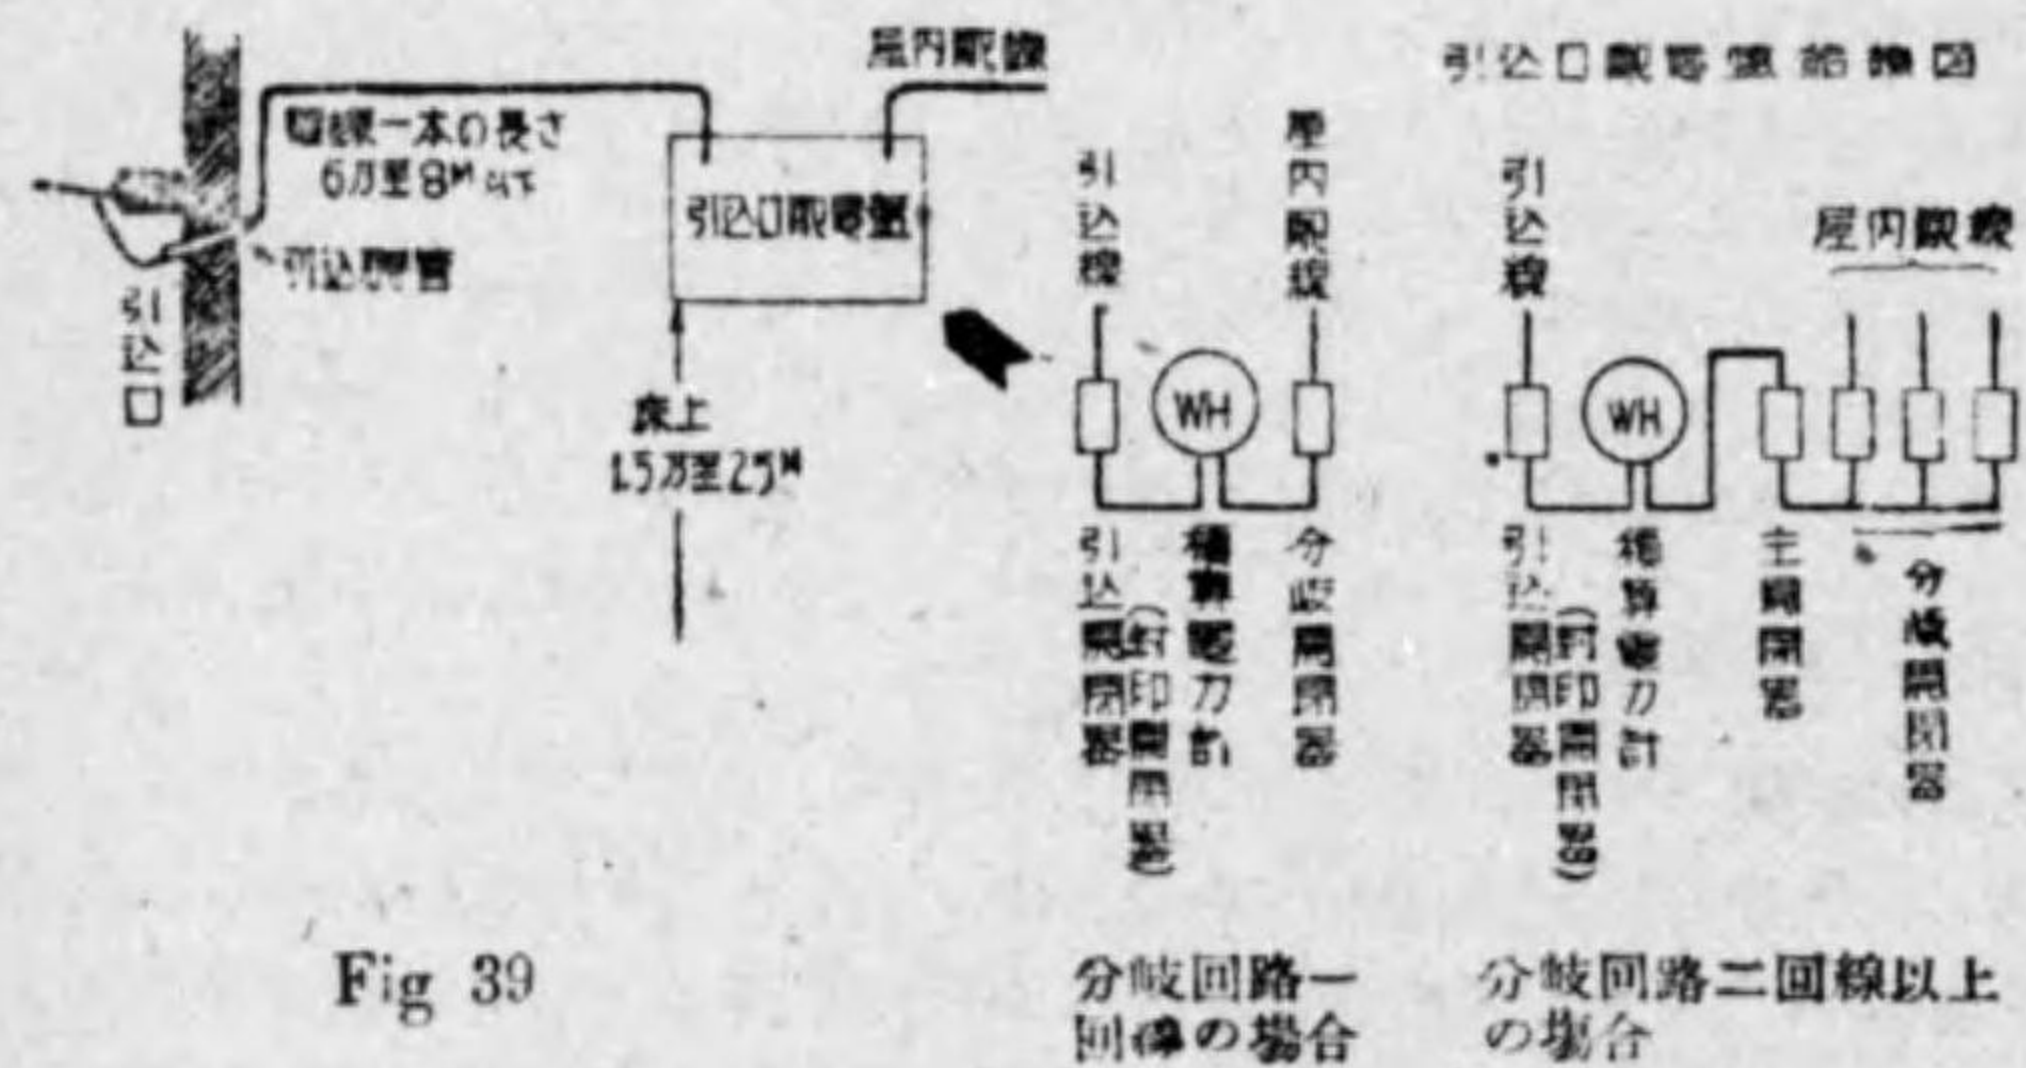 屋内配線
電線一本の長さ
6乃至8M以下
引込口配電盤
引込碍管
引込口
床上
1.5乃至2.5M
Fig 39
引込口配電盤結線図
引込線
屋内配線
WH
引込開閉器
(封印開閉器)
積算電力計
分岐開閉器
分岐回路一
回線の場合
引込線
屋内配線
WH
引込開閉器
(封印開閉器)
積算電力計
主開閉器
分岐開閉器
分岐回路二回線以上
の場合